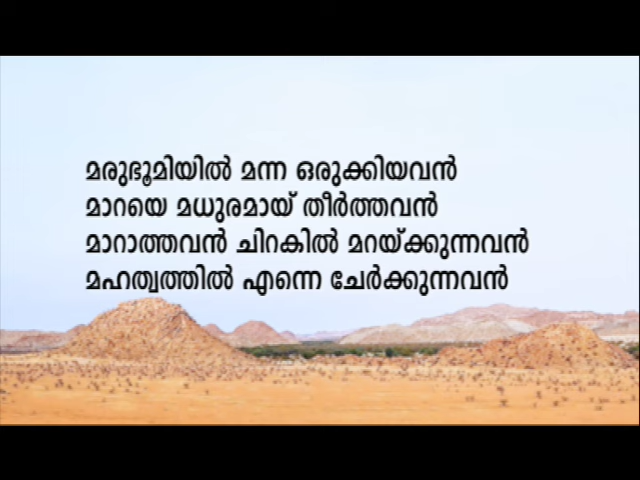 മരുഭൂമിയിൽ മന്ന ഒരുക്കിയവൻ
മാറയെ മധുരമായ് തീർത്തവൻ
മാറാത്തവൻ ചിറകിൽ മറയ്ക്കുന്നവൻ
മഹത്വത്തിൽ എന്നെ ചേർക്കുന്നവൻ